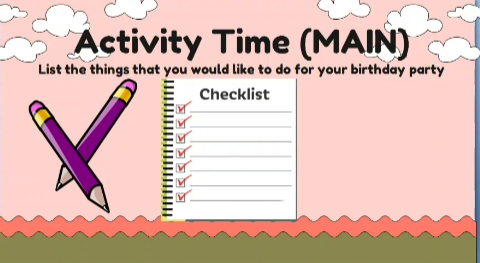 Activity Time (MAIN)
List the things that you would like to do for your birthday party
Checklist